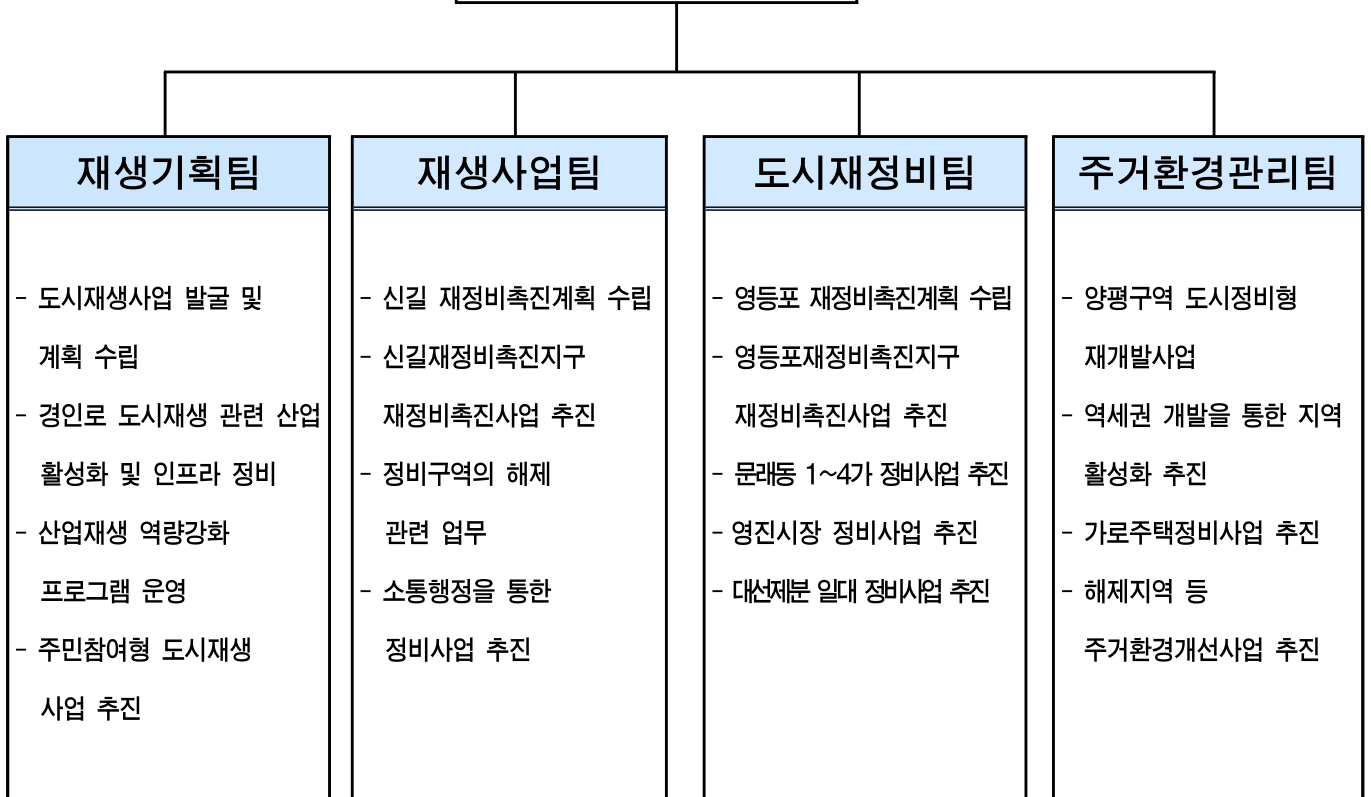 재생기획팀
- 도시재생사업 발굴 및
계획 수립
- 경인로 도시재생 관련 산업
활성화 및 인프라 정비
- 산업재생 역량강화
프로그램 운영
- 주민참여형 도시재생
사업 추진
재생사업팀
- 신길 재정비촉진계획 수립
- 신길재정비촉진지구
재정비촉진사업 추진
- 정비구역의 해제
관련 업무
- 소통행정을 통한
정비사업 추진
도시재정비팀
- 영등포 재정비촉진계획 수립
- 영등포재정비촉진지구
재정비촉진사업 추진
- 문래동 1~4가 정비사업 추진
- 영진시장 정비사업 추진
- 대선제분 일대 정비사업 추진
주거환경관리팀
- 양평구역 도시정비형
재개발사업
- 역세권 개발을 통한 지역
활성화 추진
- 가로주택정비사업 추진
- 해제지역 등
주거환경개선사업 추진